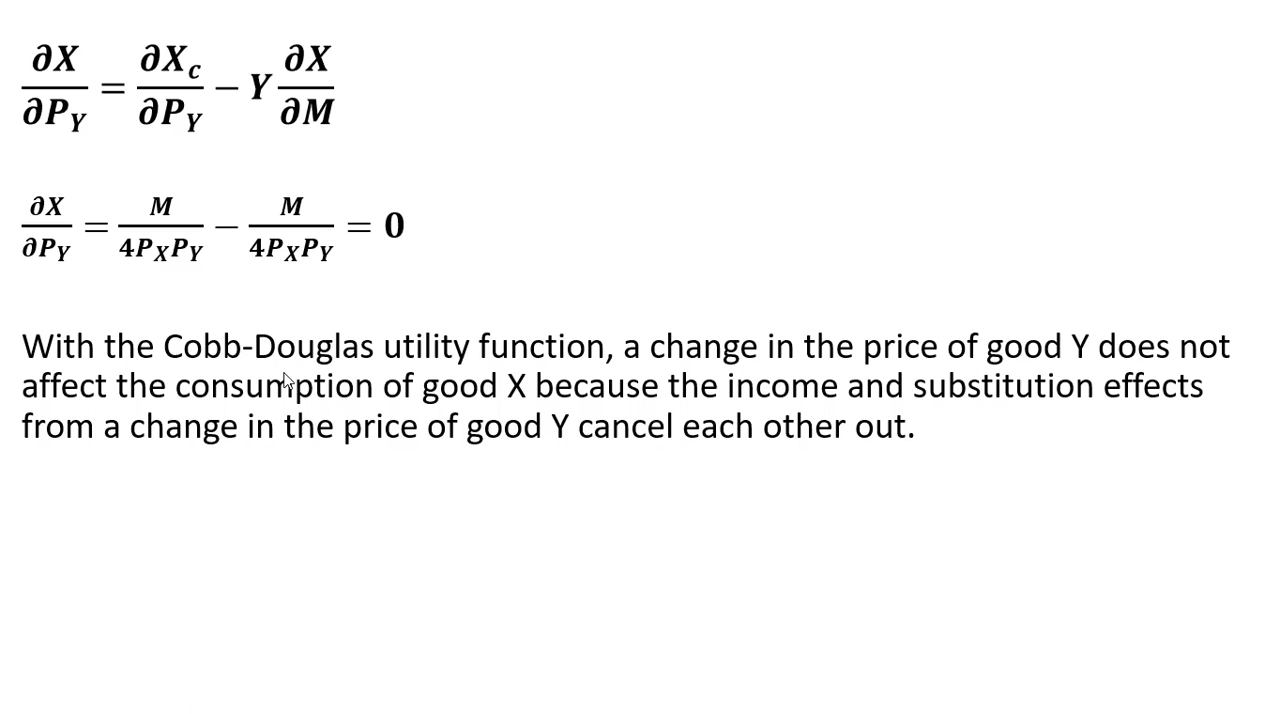 ∂X/∂P_Y = ∂X_c/∂P_Y − Y ∂X/∂M
∂X/∂P_Y = M/4P_XP_Y − M/4P_XP_Y = 0
With the Cobb-Douglas utility function, a change in the price of good Y does not
affect the consumption of good X because the income and substitution effects
from a change in the price of good Y cancel each other out.